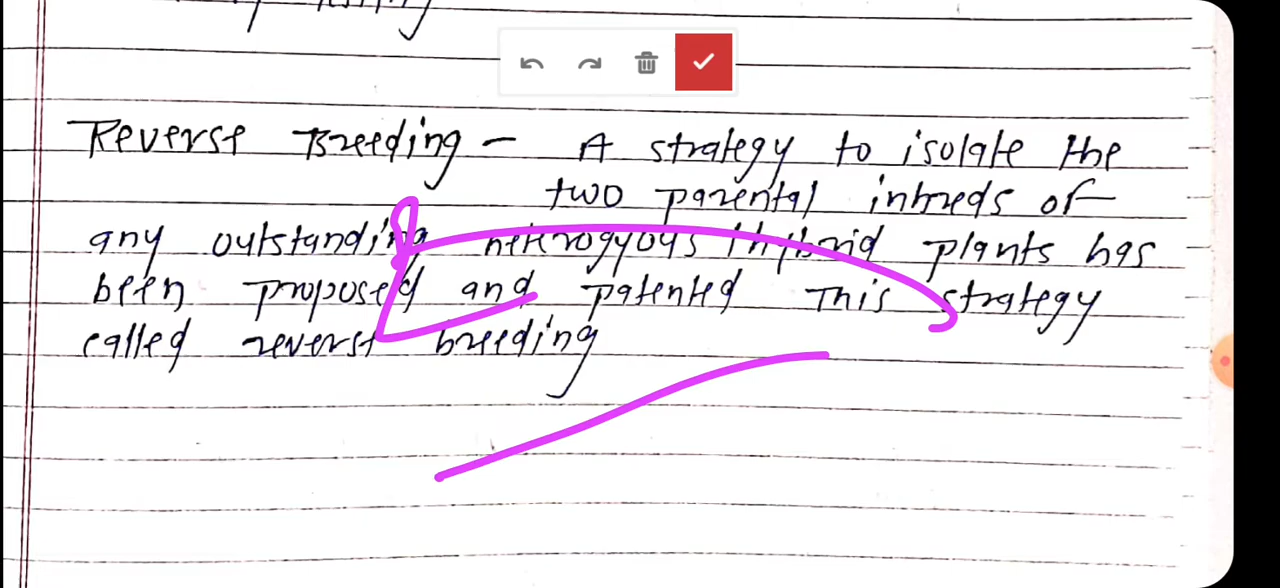 Reverse Breeding - A strategy to isolate the
two parental inbreds of
any outstanding heterogyous hybrid plants has
been proposed and patented This strategy
called reverse breeding